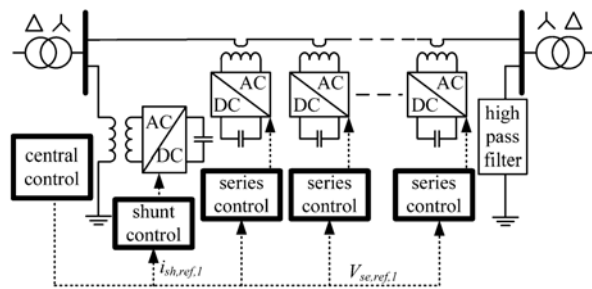 Δ Y
Y Δ
AC
DC
AC
DC
AC
DC
AC
DC
high
pass
filter
central
control
shunt
control
series
control
series
control
series
control
i_sh,ref,1
V_se,ref,1